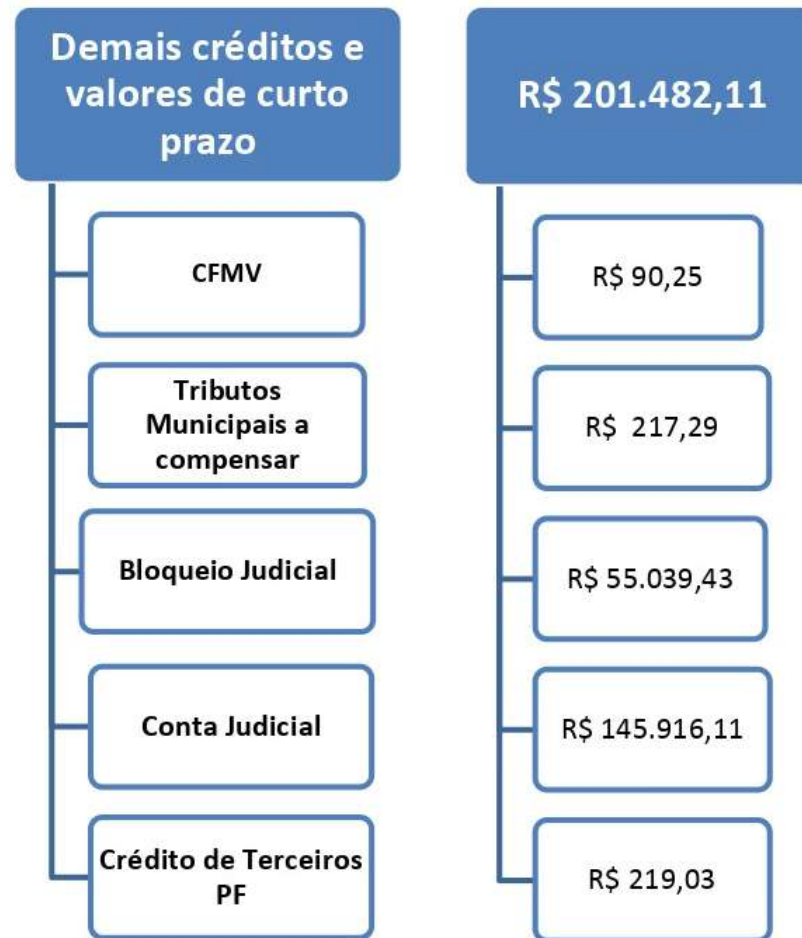 Demais créditos e
valores de curto
prazo
R$ 201.482,11
CFMV
R$ 90,25
Tributos
Municipais a
compensar
R$ 217,29
Bloqueio Judicial
R$ 55.039,43
Conta Judicial
R$ 145.916,11
Crédito de Terceiros
PF
R$ 219,03